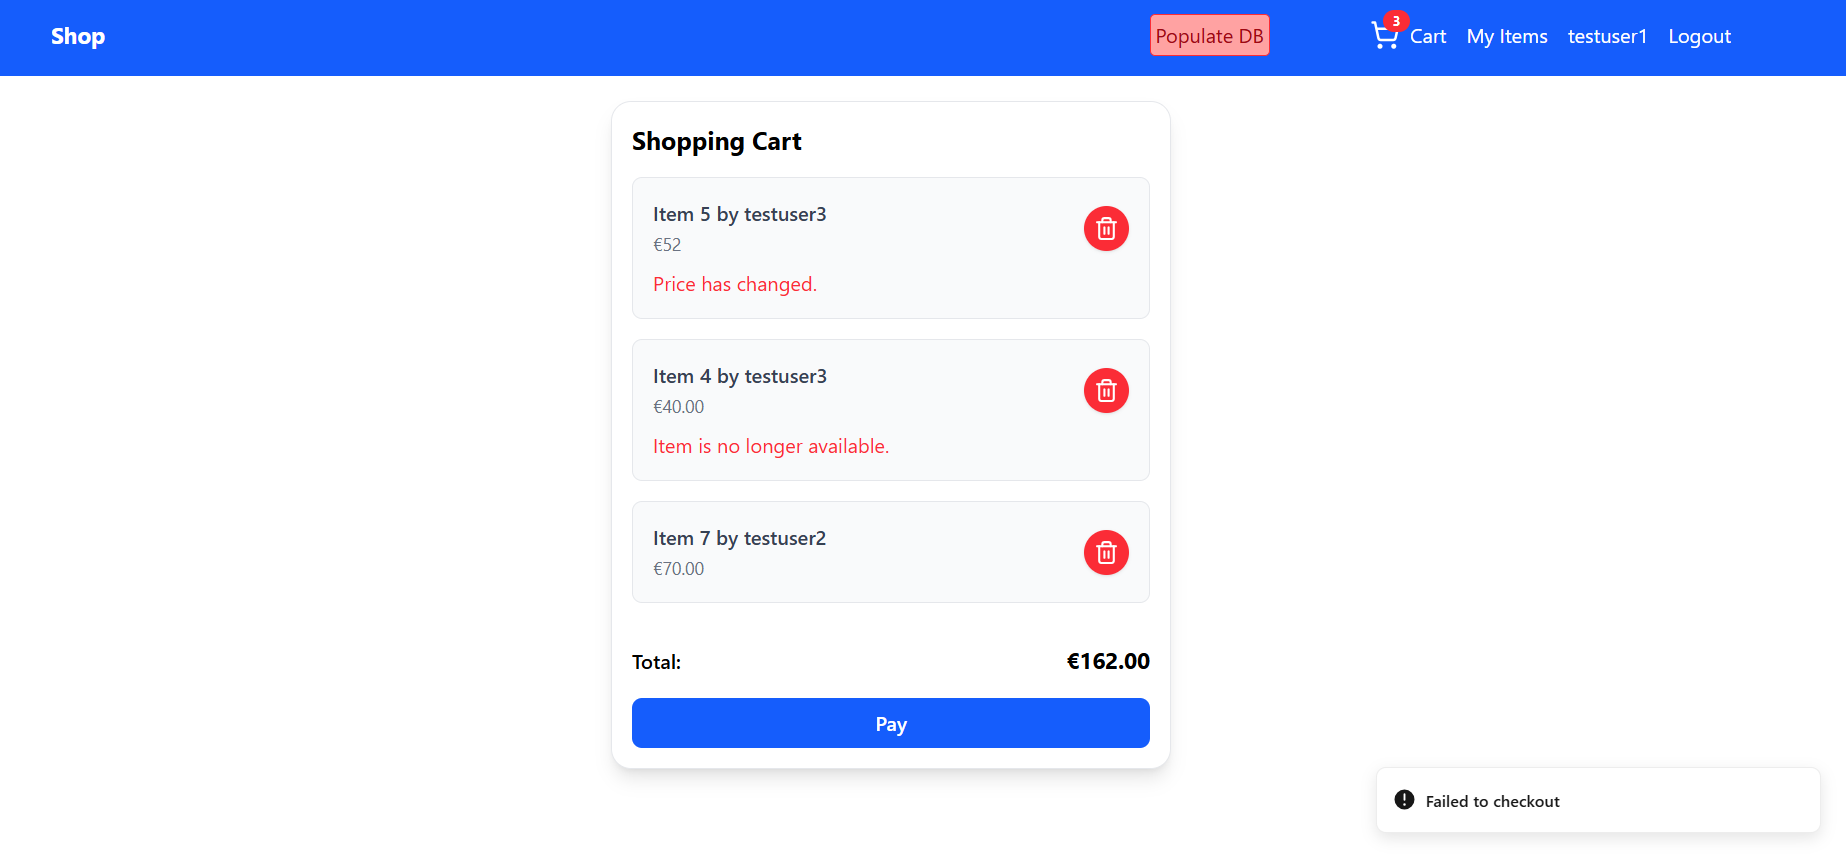 Shop
Populate DB
3
Cart
My Items
testuser1
Logout
Shopping Cart
Item 5 by testuser3
€52
Price has changed.
Item 4 by testuser3
€40.00
Item is no longer available.
Item 7 by testuser2
€70.00
Total: €162.00
Pay
Failed to checkout